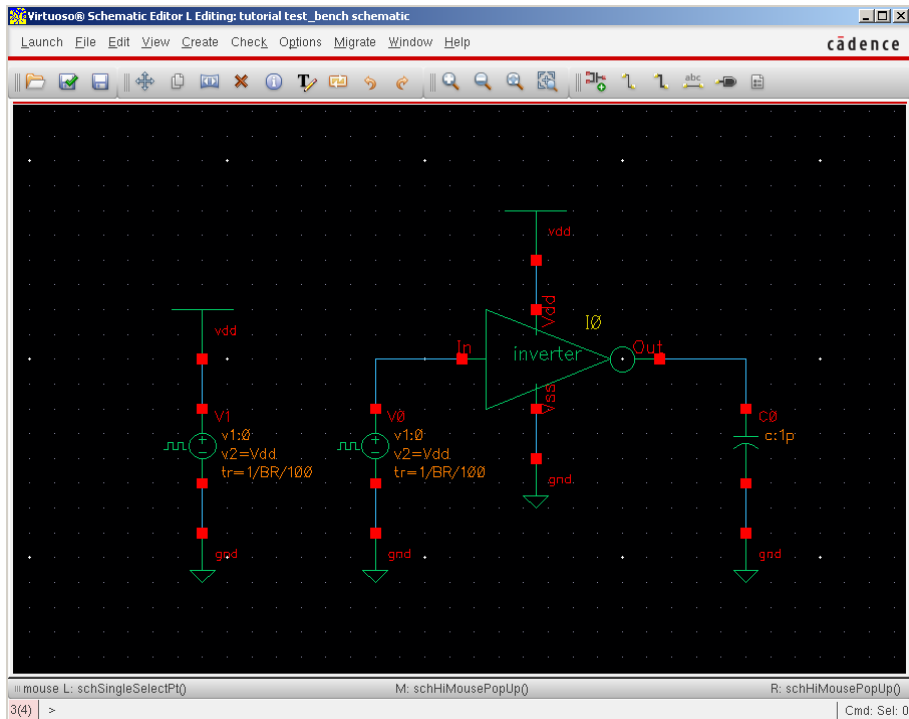 Virtuoso® Schematic Editor L Editing: tutorial test_bench schematic
Launch File Edit View Create Check Options Migrate Window Help
cādence
T
abc
vdd
Vdd
I0
In
inverter
Out
vdd
Vss
V1
v1:0
v2=Vdd
tr=1/BR/100
V0
v1:0
v2=Vdd
tr=1/BR/100
C0
c:1p
gnd
gnd
gnd
gnd
mouse L: schSingleSelectPt()
M: schHiMousePopUp()
R: schHiMousePopUp()
3(4)
>
Cmd: Sel: 0